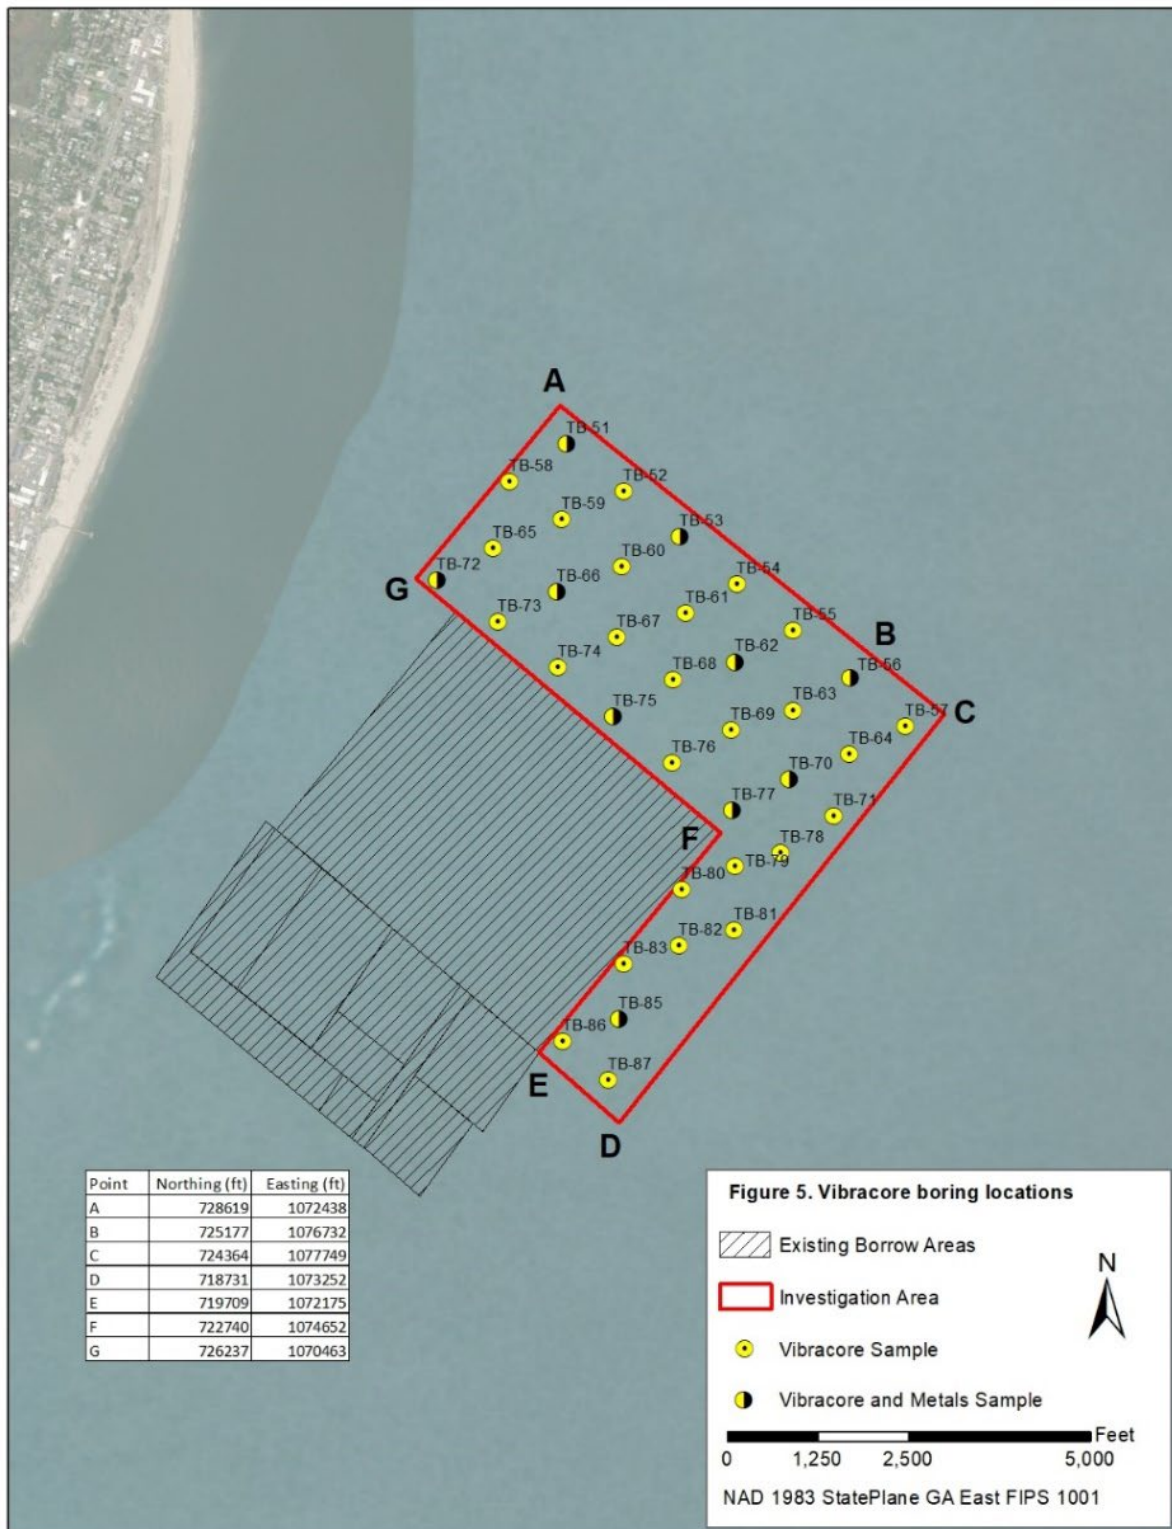 A
TB-51
TB-58
TB-52
TB-59
TB-53
TB-65
TB-60
TB-72
TB-66
TB-54
G
TB-73
TB-61
TB-67
TB-55
B
TB-74
TB-62
TB-68
TB-56
TB-75
TB-63
C
TB-57
TB-69
TB-64
TB-76
TB-70
TB-77
TB-71
F
TB-78
TB-79
TB-80
TB-81
TB-82
TB-83
TB-85
TB-86
TB-87
E
D
Point Northing (ft) Easting (ft)
A 728619 1072438
B 725177 1076732
C 724364 1077749
D 718731 1073252
E 719709 1072175
F 722740 1074652
G 726237 1070463
Figure 5. Vibracore boring locations
Existing Borrow Areas
N
Investigation Area
Vibracore Sample
Vibracore and Metals Sample
Feet
0 1,250 2,500 5,000
NAD 1983 StatePlane GA East FIPS 1001